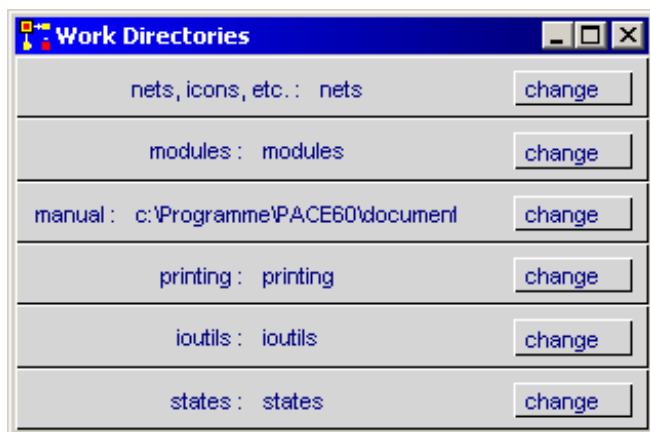 Work Directories
nets, icons, etc. : nets change
modules : modules change
manual : c:\Programme\PACE60\document change
printing : printing change
ioutils : ioutils change
states : states change